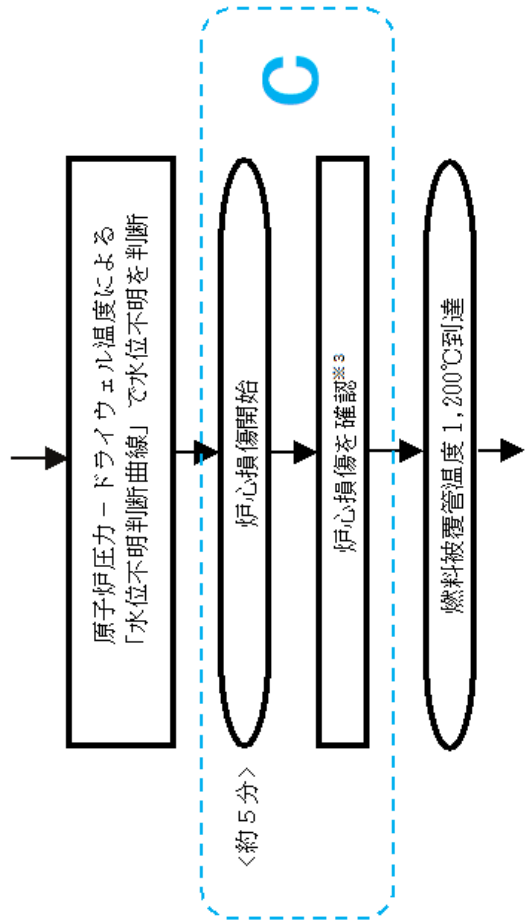 原子炉圧力－ドライウェル温度による
「水位不明判断曲線」で水位不明を判断
<約５分>
炉心損傷開始
炉心損傷を確認※3
燃料被覆管温度 1,200℃到達
C